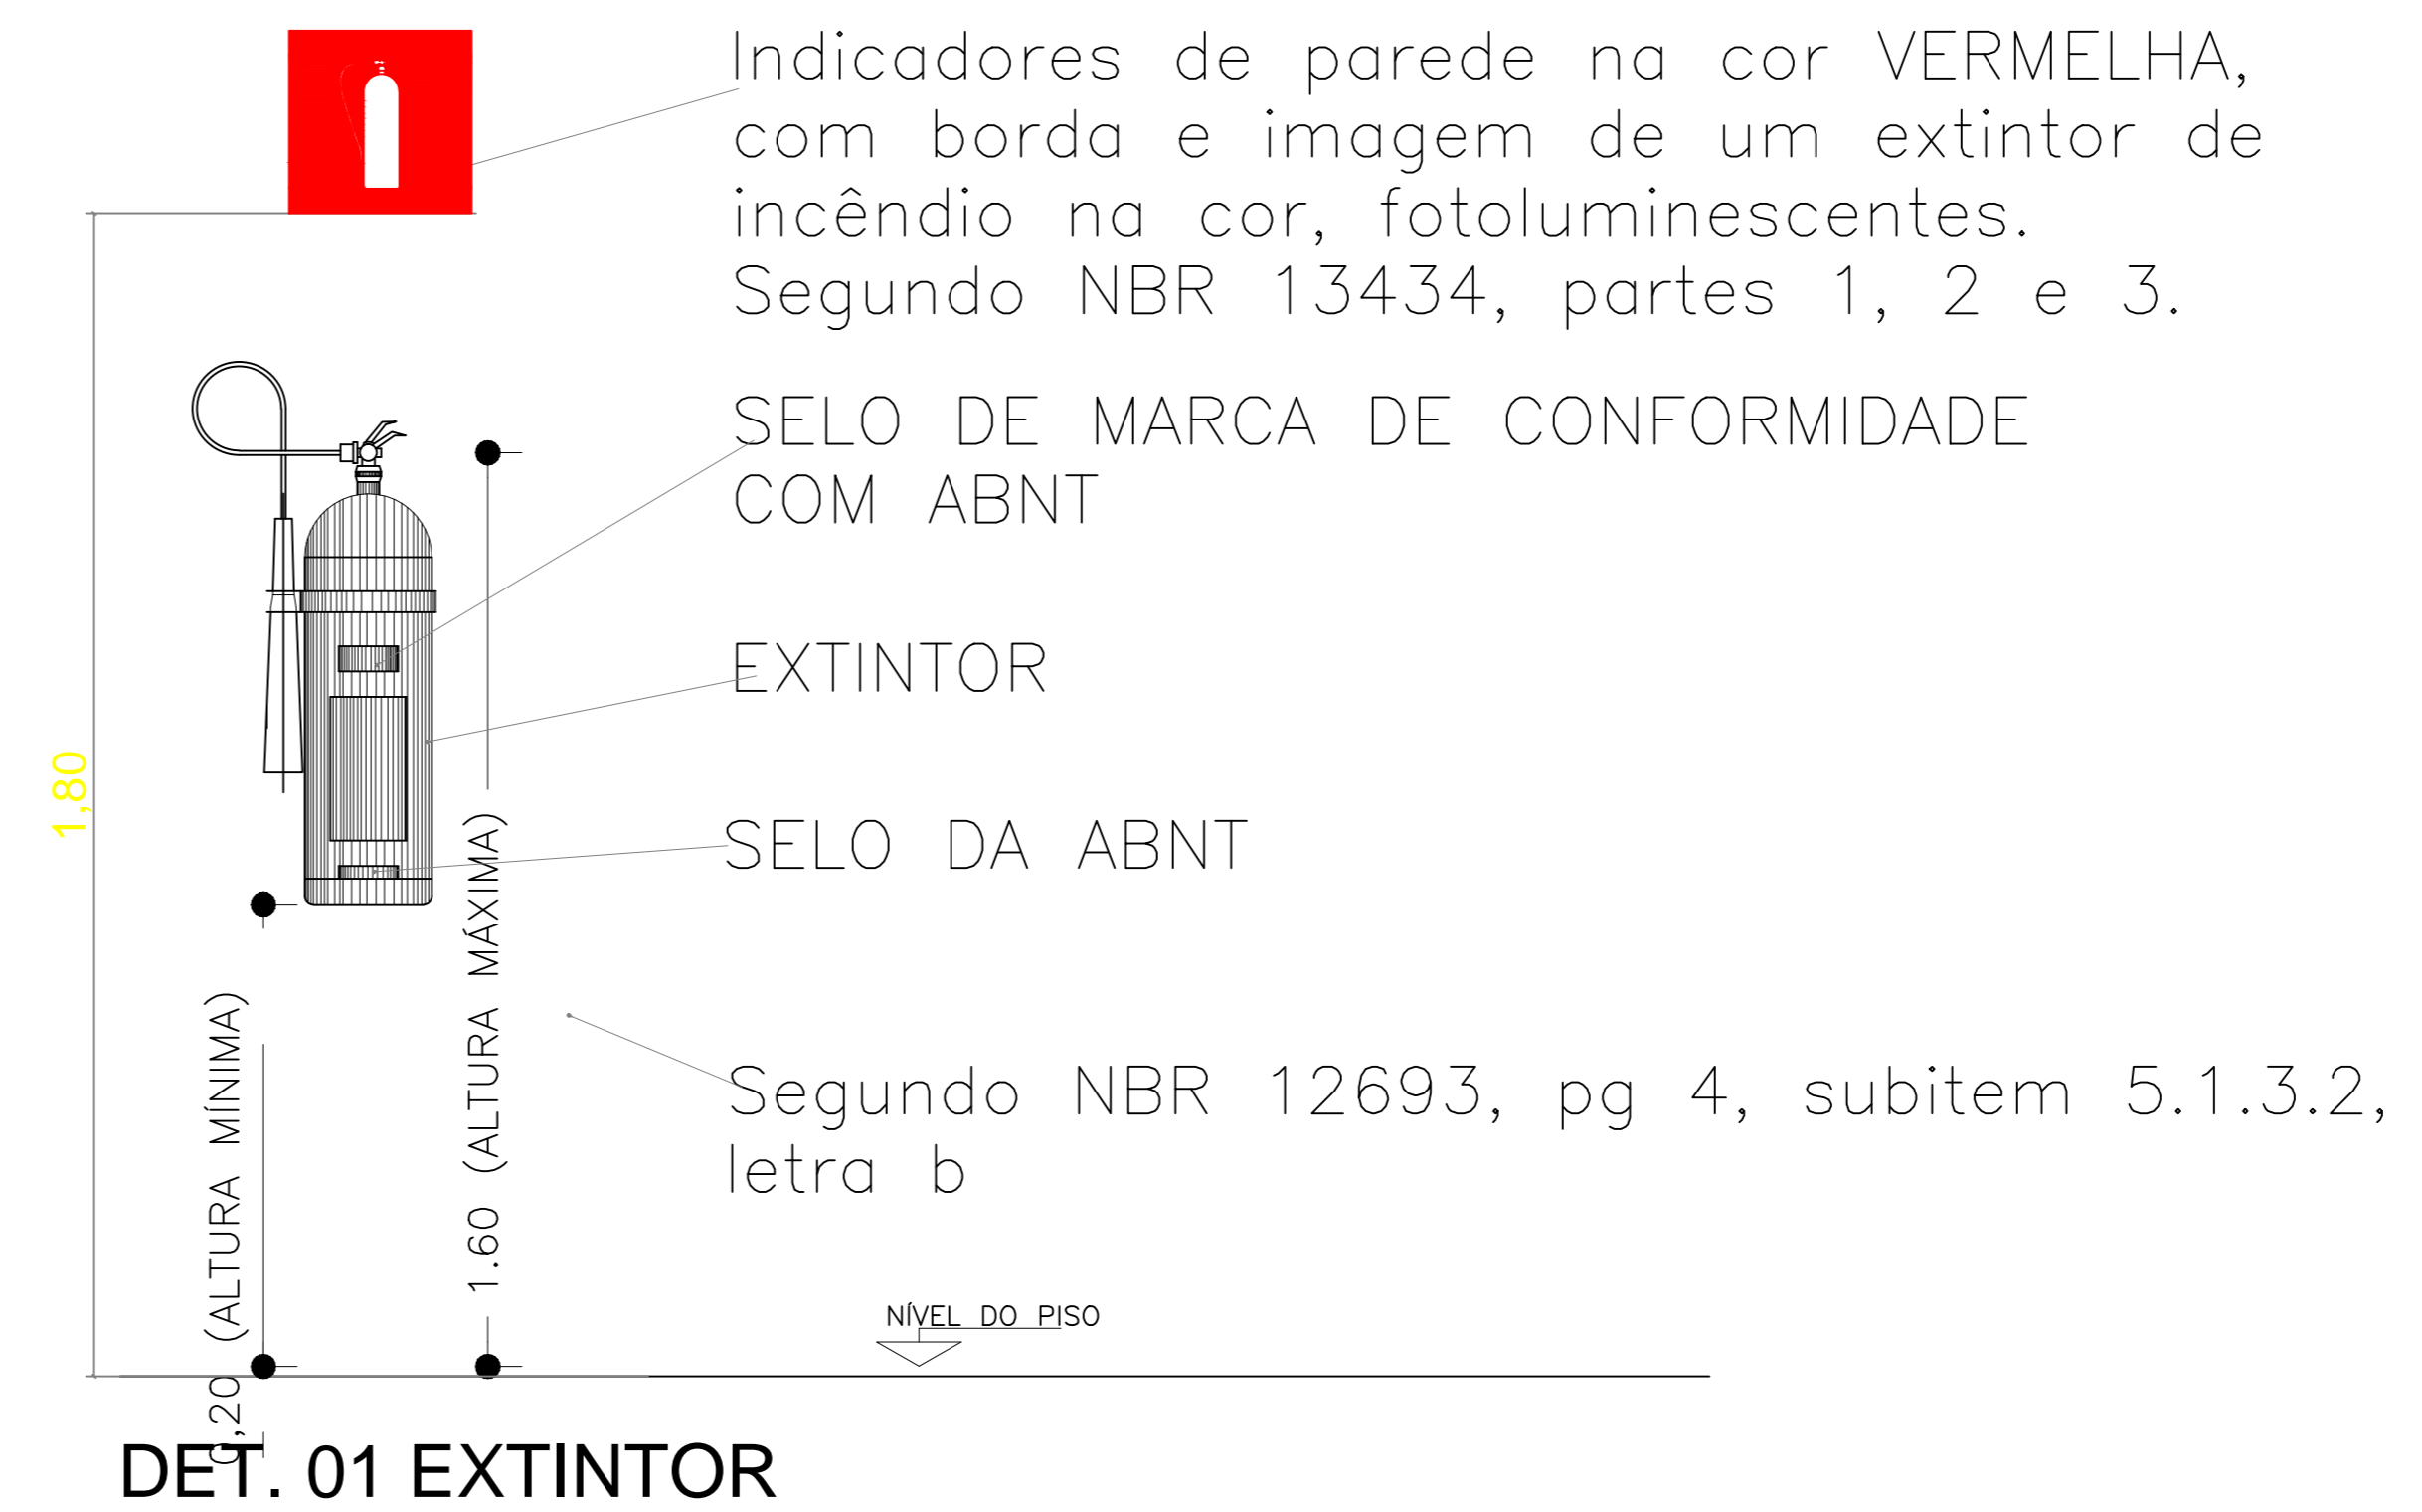 Indicadores de parede na cor VERMELHA,
com borda e imagem de um extintor de
incêndio na cor, fotoluminescentes.
Segundo NBR 13434, partes 1, 2 e 3.
SELO DE MARCA DE CONFORMIDADE
COM ABNT
EXTINTOR
1,80
SELO DA ABNT
0,20 (ALTURA MÍNIMA)
1.60 (ALTURA MÁXIMA)
Segundo NBR 12693, pg 4, subitem 5.1.3.2,
letra b
NÍVEL DO PISO
DET. 01 EXTINTOR